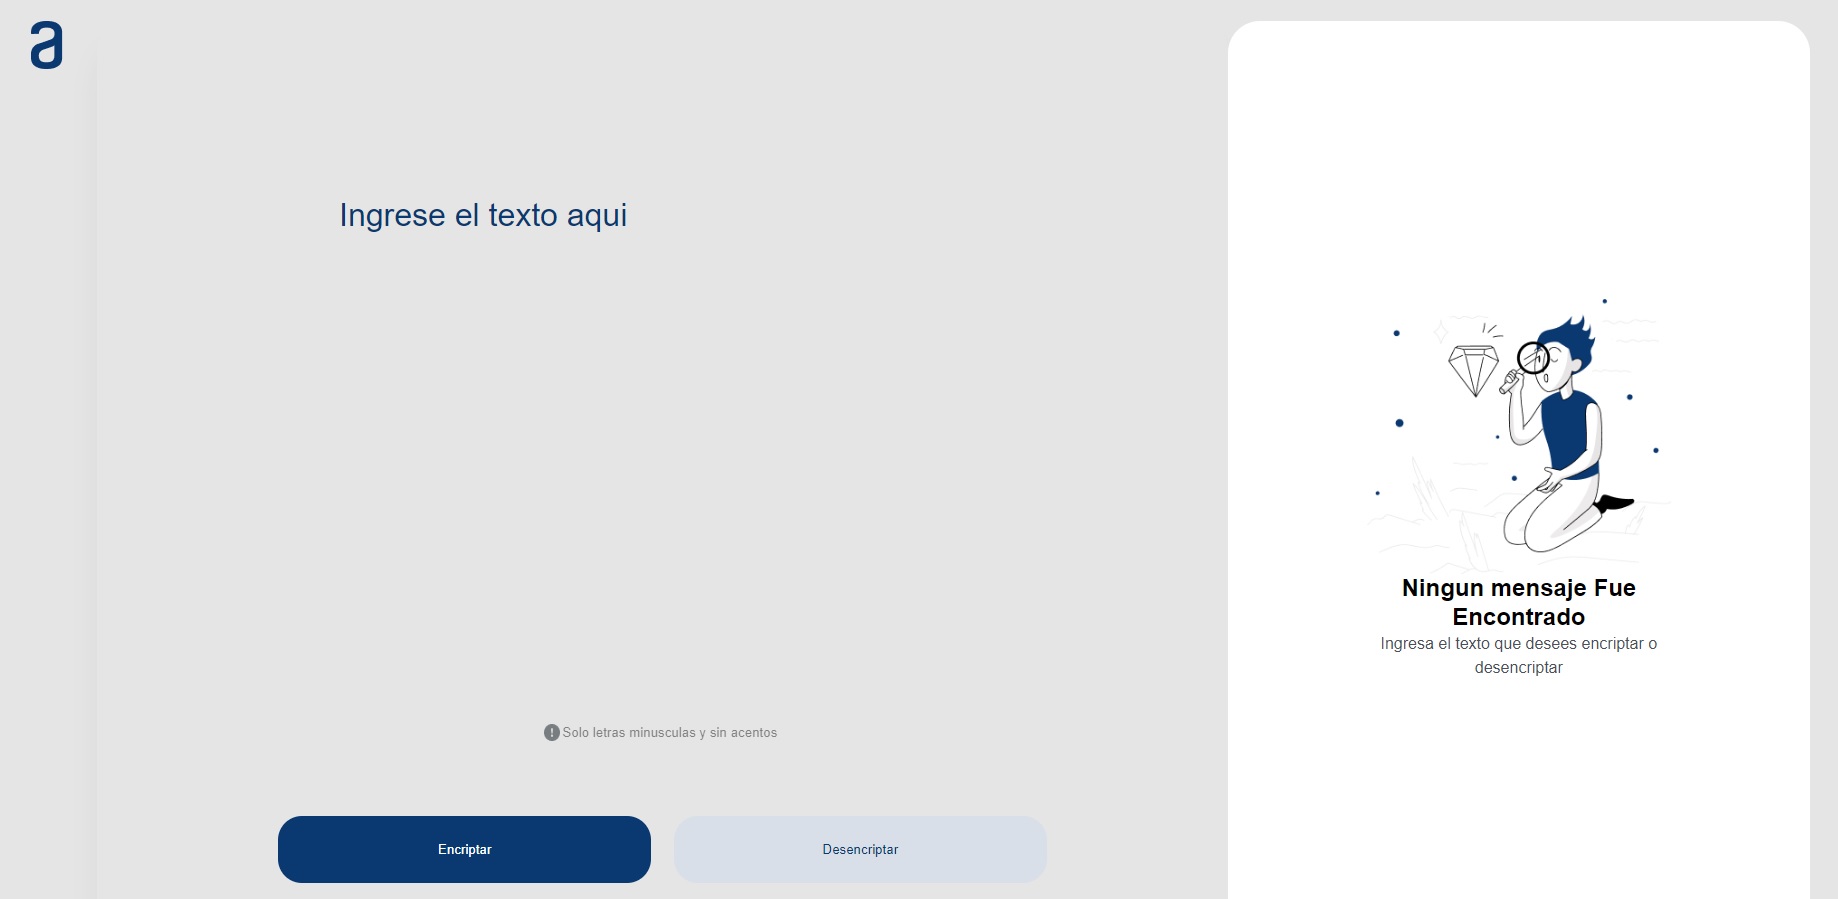 a
Ingrese el texto aqui
Ningun mensaje Fue
Encontrado
Ingresa el texto que desees encriptar o
desencriptar
! Solo letras minusculas y sin acentos
Encriptar
Desencriptar